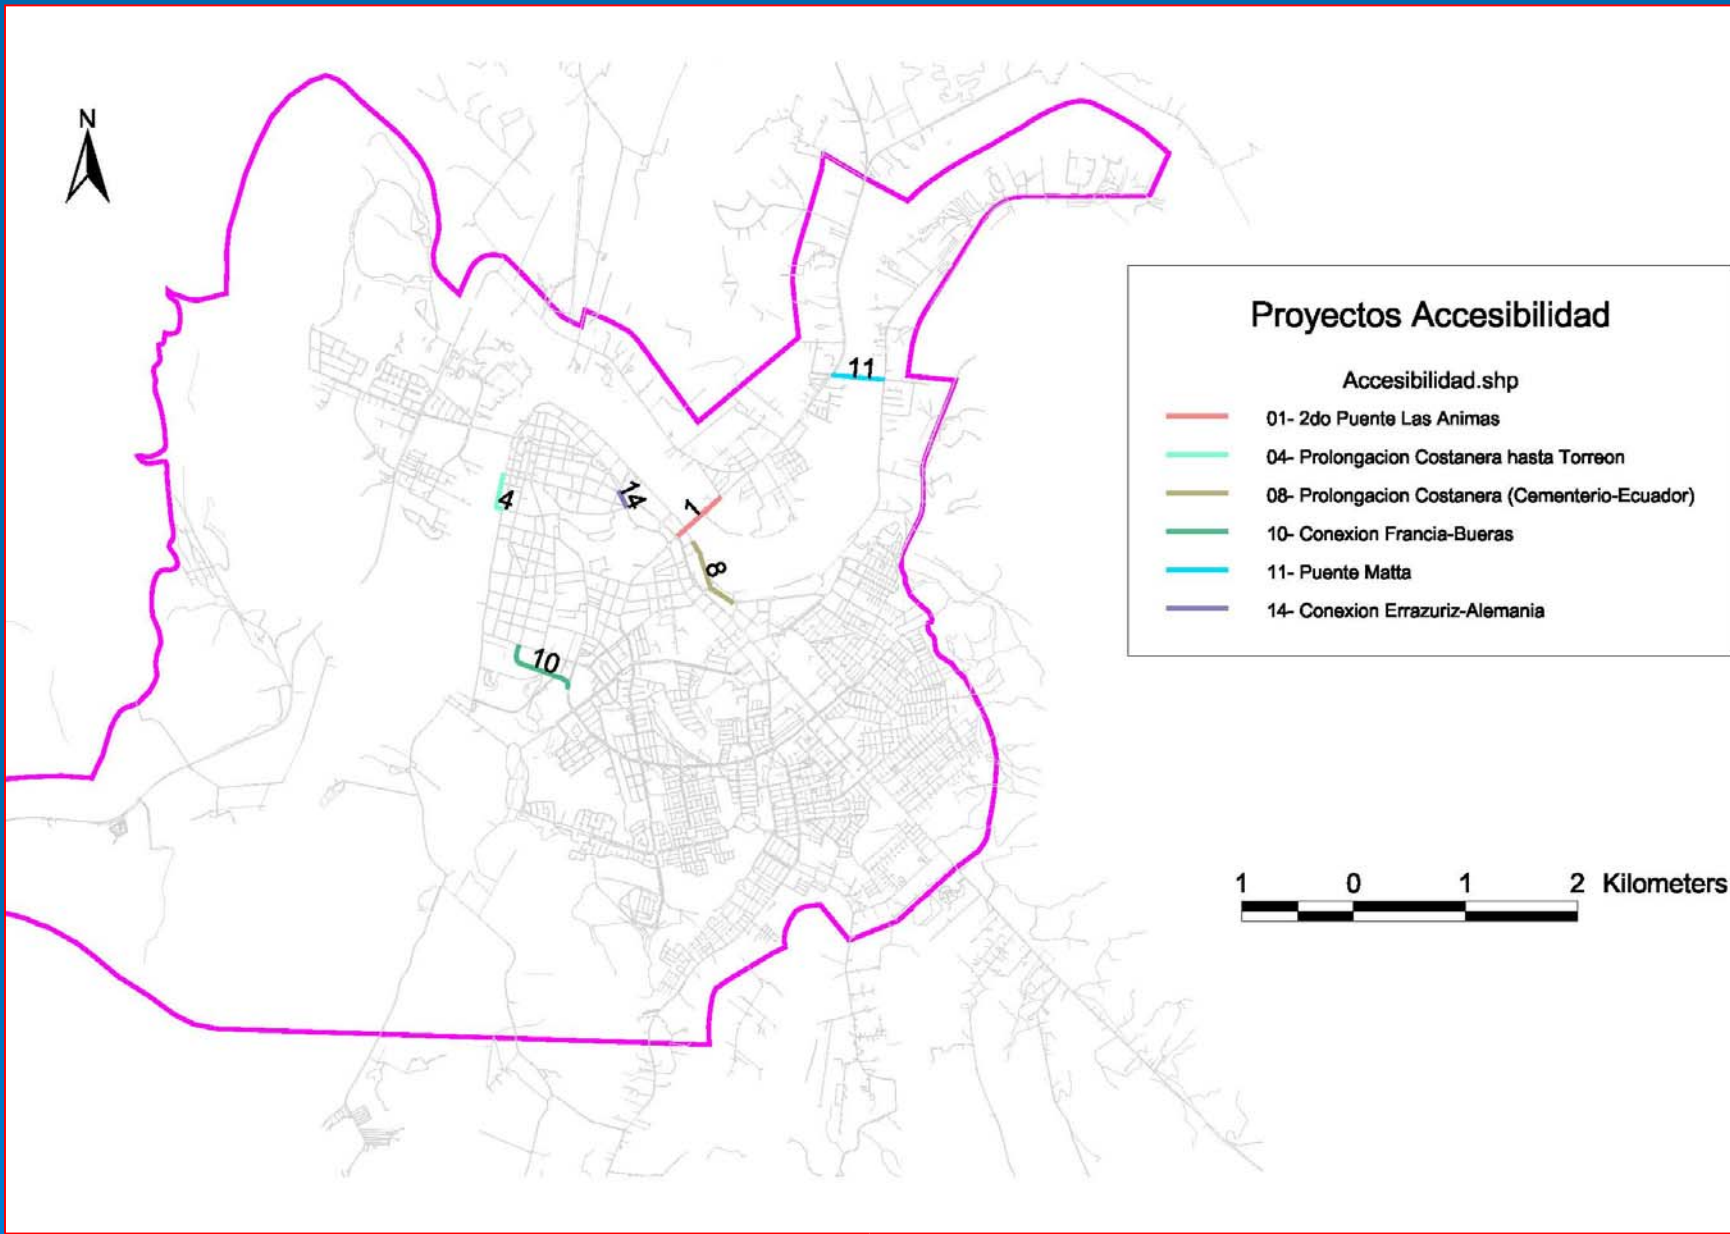 N
11
4
14
1
8
10
Proyectos Accesibilidad
Accesibilidad.shp
01- 2do Puente Las Animas
04- Prolongacion Costanera hasta Torreon
08- Prolongacion Costanera (Cementerio-Ecuador)
10- Conexion Francia-Bueras
11- Puente Matta
14- Conexion Errazuriz-Alemania
1 0 1 2 Kilometers